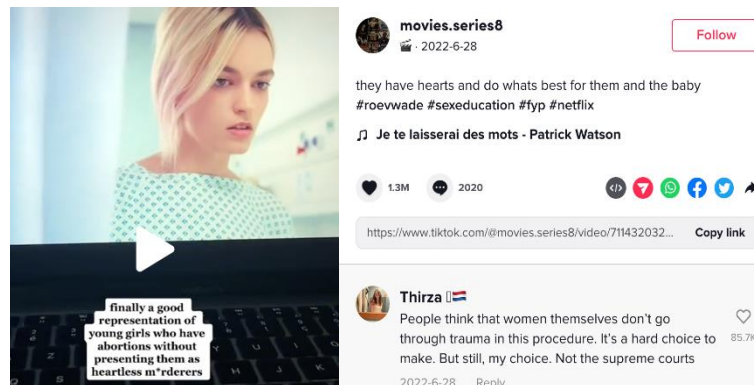 finally a good
representation of
young girls who have
abortions without
presenting them as
heartless m*rderers
movies.series8
· 2022-6-28
Follow
they have hearts and do whats best for them and the baby
#roevwade #sexeducation #fyp #netflix
Je te laisserai des mots - Patrick Watson
1.3M
2020
https://www.tiktok.com/@movies.series8/video/711432032...
Copy link
Thirza
People think that women themselves don't go
through trauma in this procedure. It's a hard choice to
make. But still, my choice. Not the supreme courts
85.7K
2022-6-28 Reply